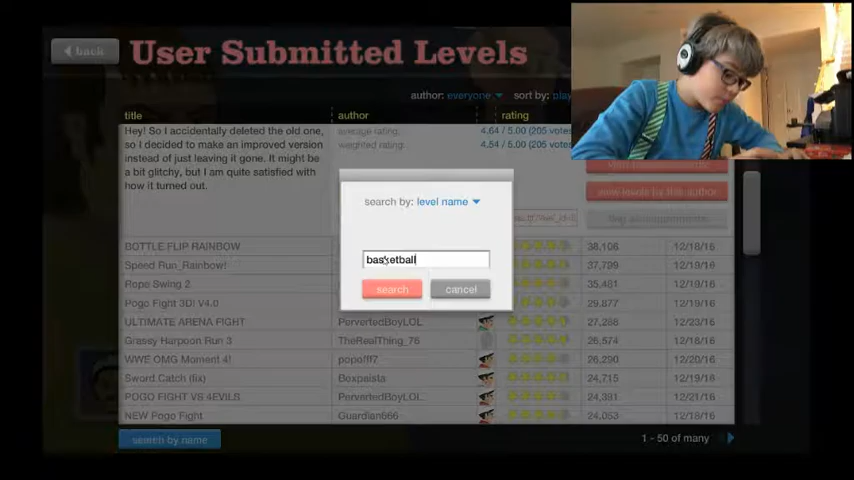 back
User Submitted Levels
author: everyone
sort by: play
title
author
rating
Hey! So I accidentally deleted the old one,
so I decided to make an improved version
instead of just leaving it gone. It might be
a bit glitchy, but I am quite satisfied with
how it turned out.
average rating:
4.64 / 5.00 (205 votes
weighted rating:
4.54 / 5.00 (205 votes
view levels by this author
search by: level name
basketball
search
cancel
BOTTLE FLIP RAINBOW
38,106
12/18/16
Speed Run_Rainbow!
37,799
12/19/16
Rope Swing 2
35,481
12/19/16
Pogo Fight 3D! V4.0
29,877
12/19/16
ULTIMATE ARENA FIGHT
PervertedBoyLOL
27,288
12/23/16
Grassy Harpoon Run 3
TheRealThing_76
26,574
12/18/16
WWE OMG Moment 4!
popofff7
26,290
12/20/16
Sword Catch (fix)
Boxpaista
24,715
12/19/16
POGO FIGHT VS 4EVILS
PervertedBoyLOL
24,391
12/21/16
NEW Pogo Fight
Guardian666
24,053
12/19/16
search by name
1 - 50 of many